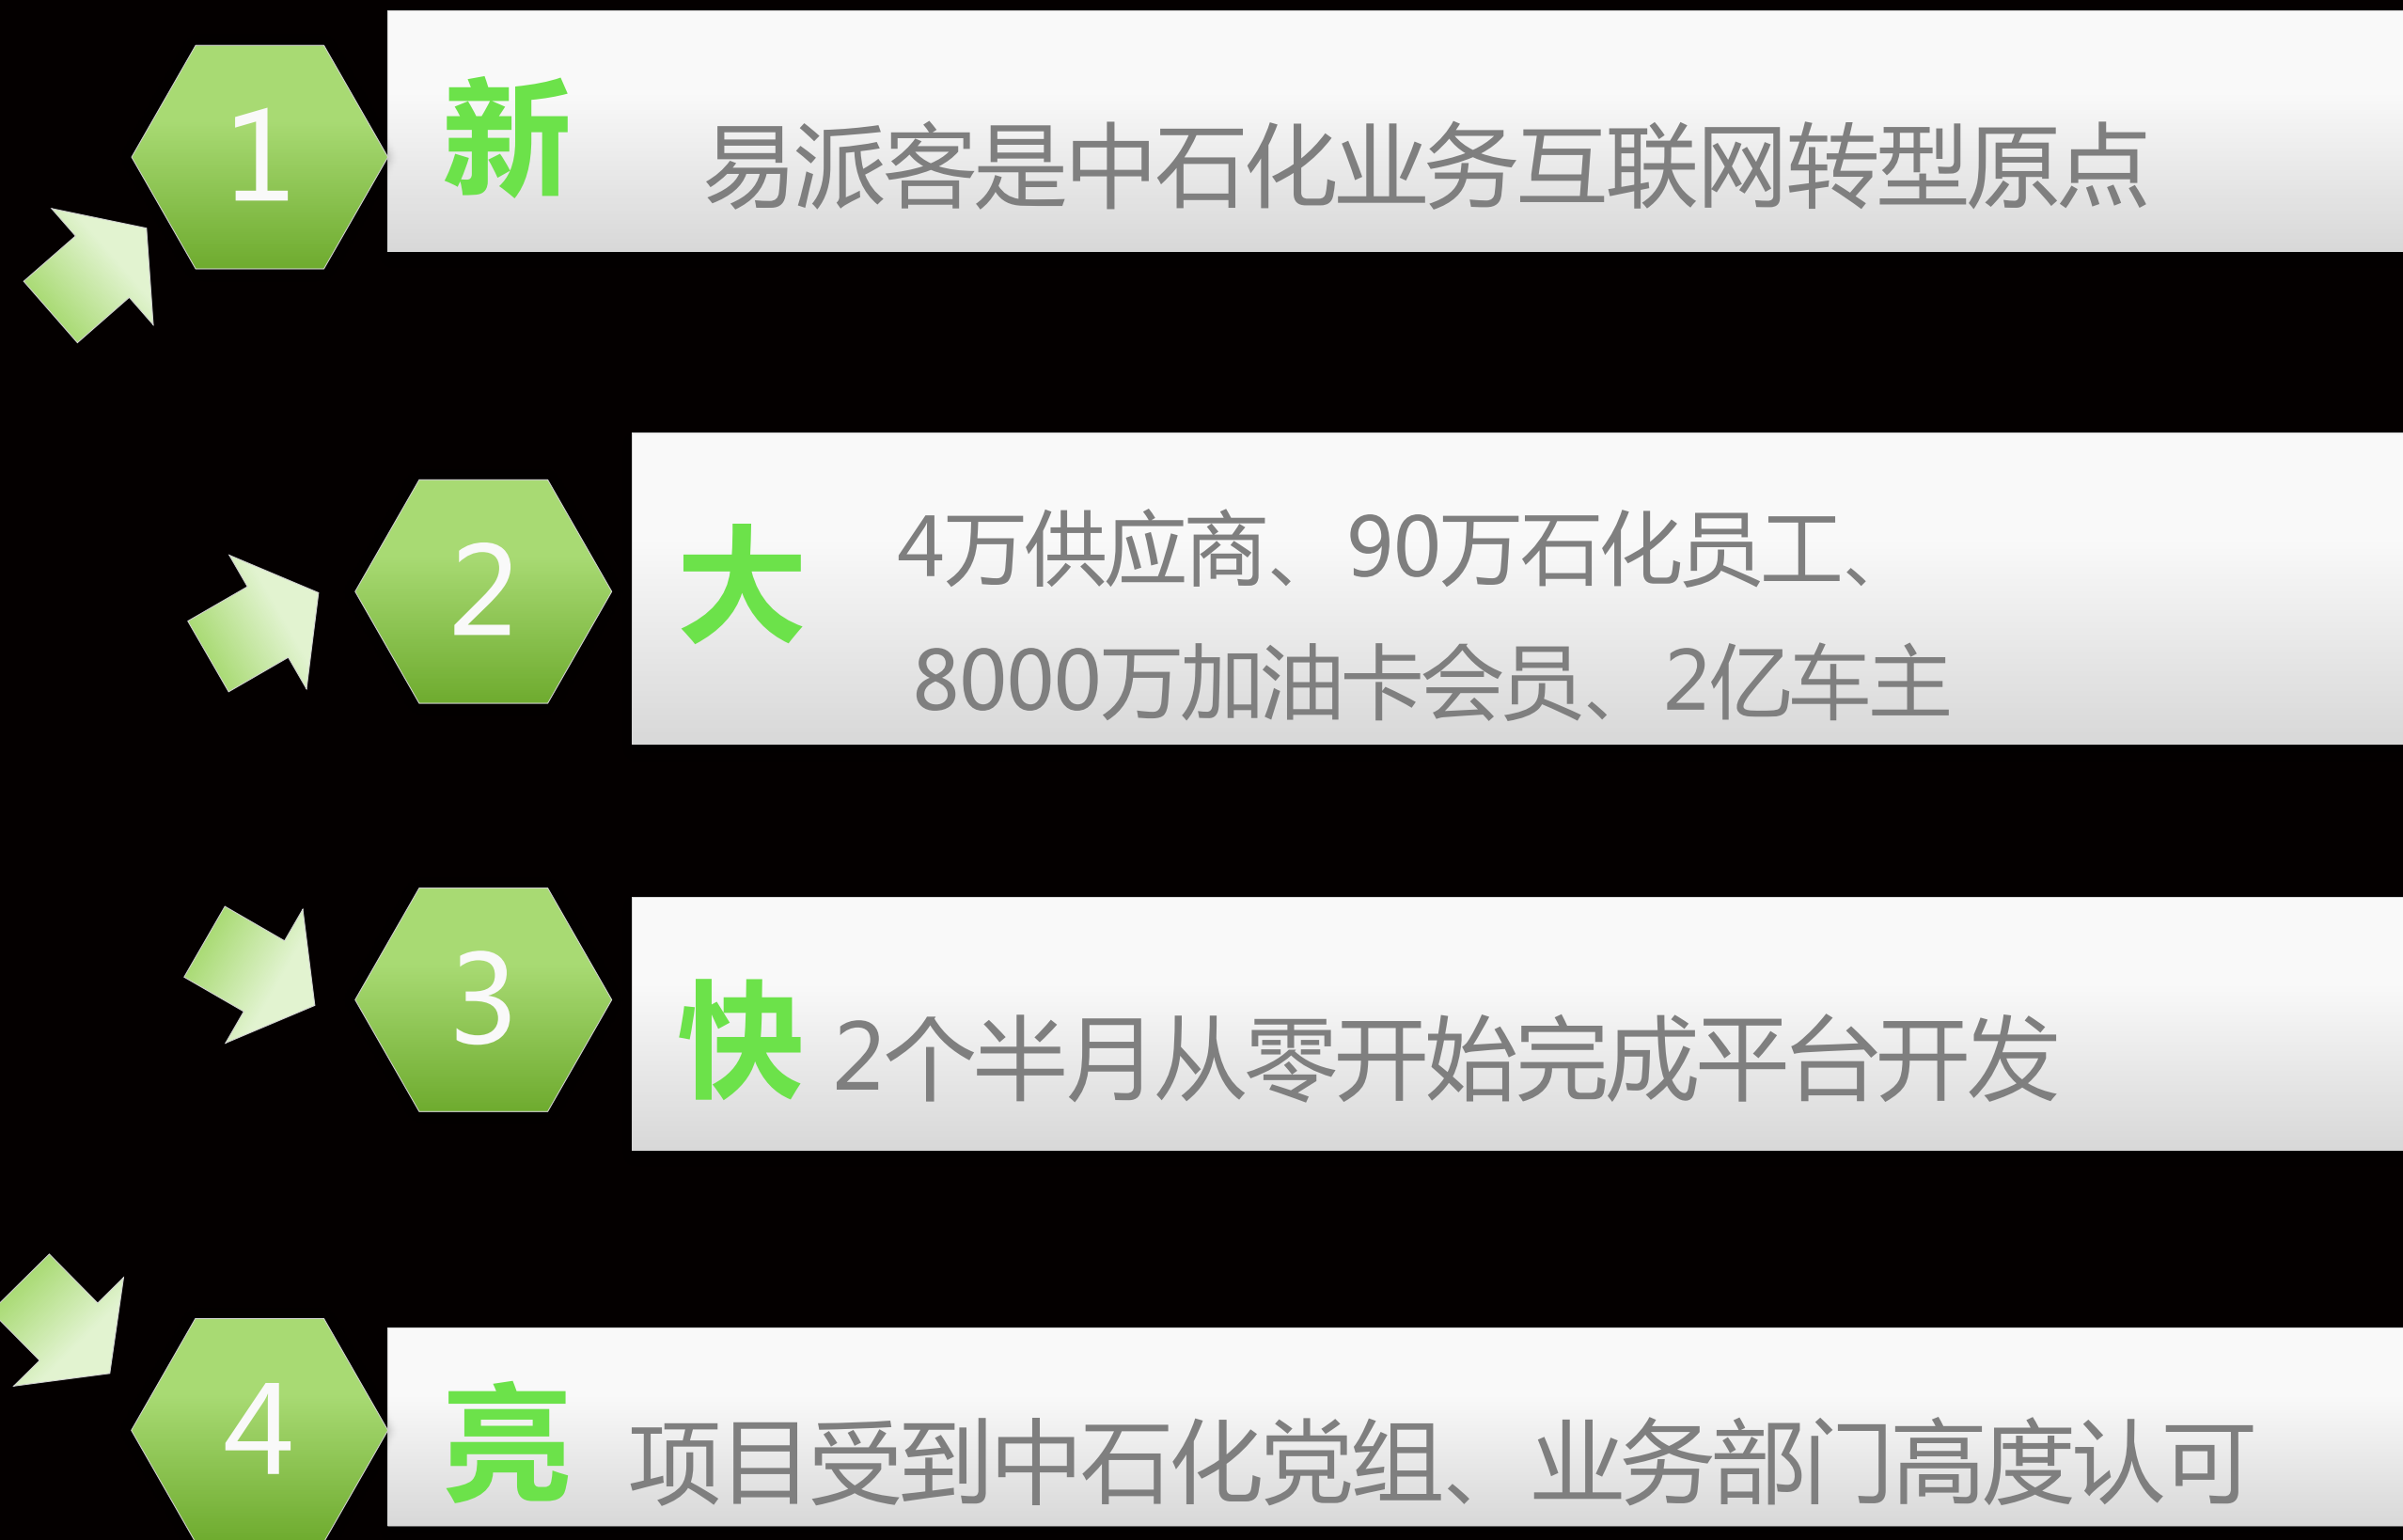 1
新
易派客是中石化业务互联网转型原点
2
大
4万供应商、90万石化员工、
8000万加油卡会员、2亿车主
3
快
2个半月从零开始完成平台开发
4
亮
项目受到中石化党组、业务部门高度认可